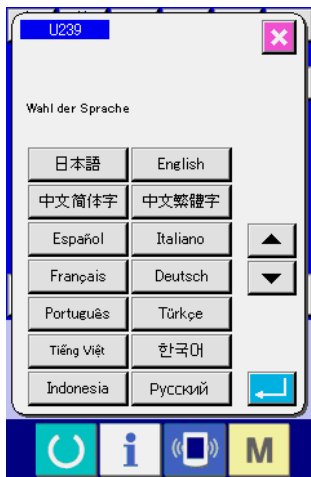 U239
Wahl der Sprache
日本語 English
中文简体字 中文繁體字
Español Italiano
Français Deutsch
Português Türkçe
Tiếng Việt 한국어
Indonesia Русский
M